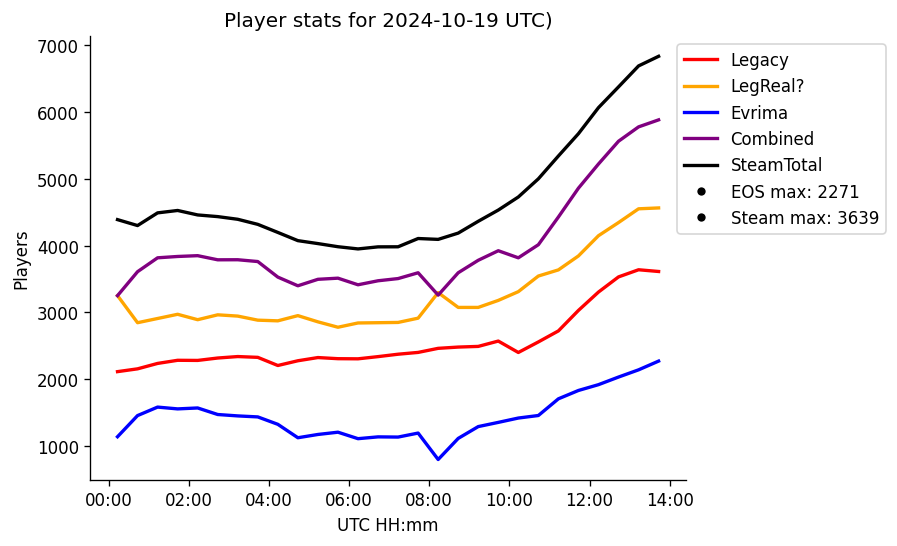 Player stats for 2024-10-19 UTC)
7000
6000
5000
4000
3000
2000
1000
Players
00:00 02:00 04:00 06:00 08:00 10:00 12:00 14:00
UTC HH:mm
Legacy
LegReal?
Evrima
Combined
SteamTotal
EOS max: 2271
Steam max: 3639